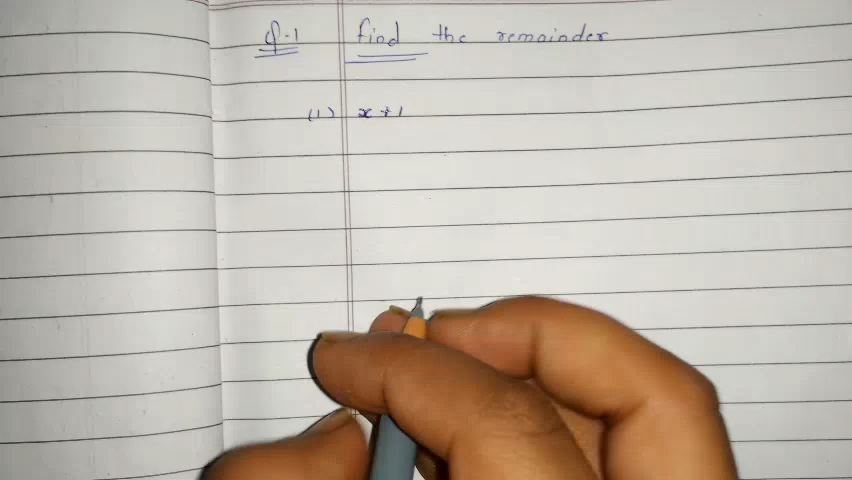 Q.1 Find the remainder
(1) x+1